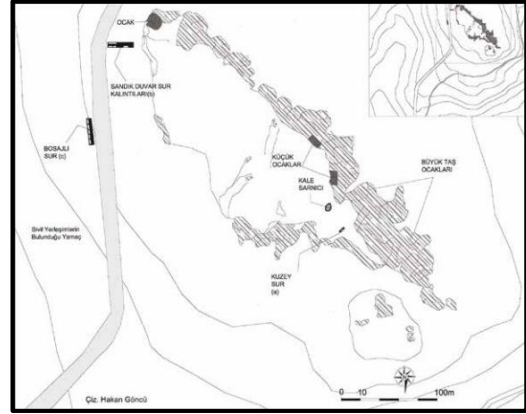 OCAK
SANDIK DUVAR SUR
KALINTILARI(b)
BOSAJLI
SUR (c)
KÜÇÜK
OCAKLAR
BÜYÜK TAŞ
OCAKLARI
KALE
SARNICI
Sivil Yerleşimlerin
Bulunduğu Yamaç
KUZEY
SUR
(a)
Çiz. Hakan Göncü
0 10 100m